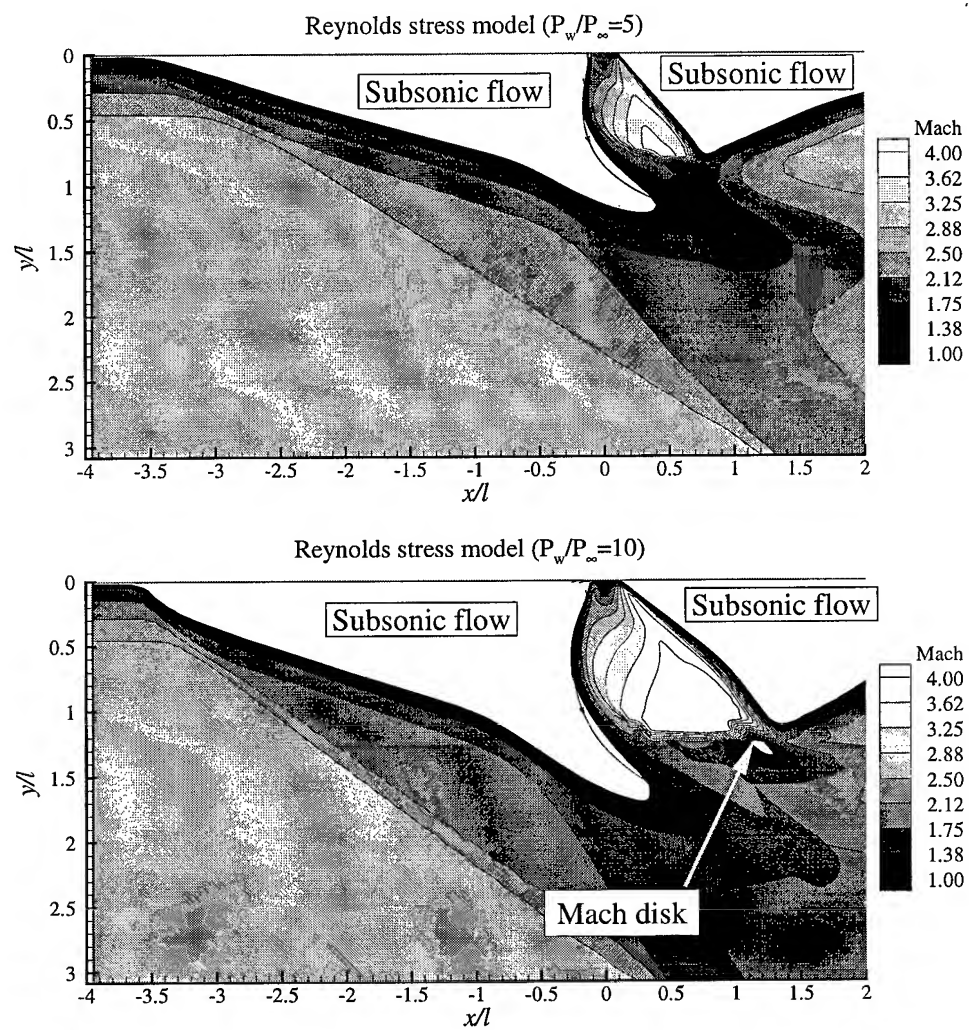 Reynolds stress model (P_w/P_∞=5)
Subsonic flow
Subsonic flow
Mach
4.00
3.62
3.25
2.88
2.50
2.12
1.75
1.38
1.00
y/l
0
0.5
1
1.5
2
2.5
3
-4 -3.5 -3 -2.5 -2 -1.5 -1 -0.5 0 0.5 1 1.5 2
x/l
Reynolds stress model (P_w/P_∞=10)
Subsonic flow
Subsonic flow
Mach
4.00
3.62
3.25
2.88
2.50
2.12
1.75
1.38
1.00
y/l
0
0.5
1
1.5
2
2.5
3
Mach disk
-4 -3.5 -3 -2.5 -2 -1.5 -1 -0.5 0 0.5 1 1.5 2
x/l